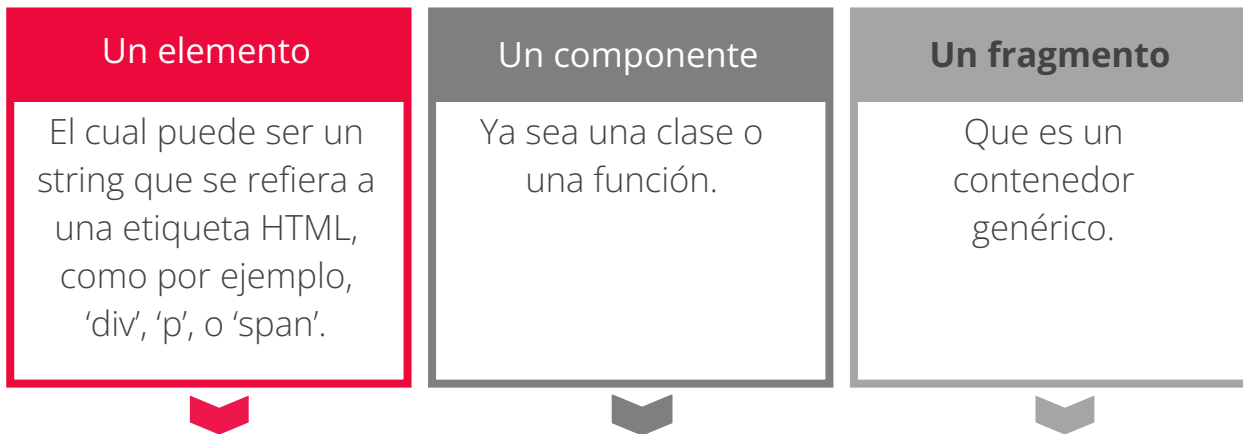 Un elemento
El cual puede ser un
string que se refiera a
una etiqueta HTML,
como por ejemplo,
‘div’, ‘p’, o ‘span’.
Un componente
Ya sea una clase o
una función.
Un fragmento
Que es un
contenedor
genérico.